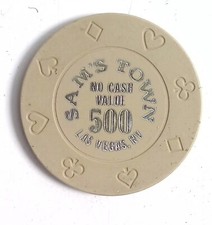 SAM'S TOWN
NO CASH
VALUE
500
LAS VEGAS, NV